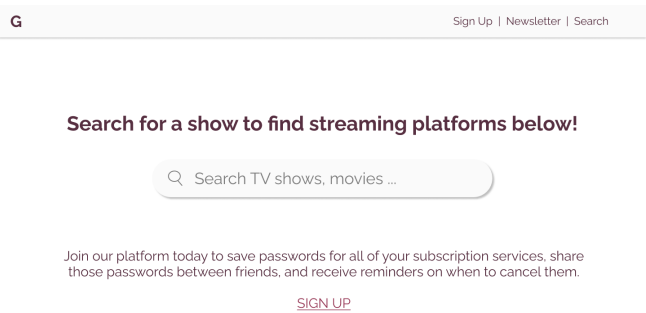 G
Sign Up | Newsletter | Search
Search for a show to find streaming platforms below!
Search TV shows, movies ...
Join our platform today to save passwords for all of your subscription services, share
those passwords between friends, and receive reminders on when to cancel them.
SIGN UP